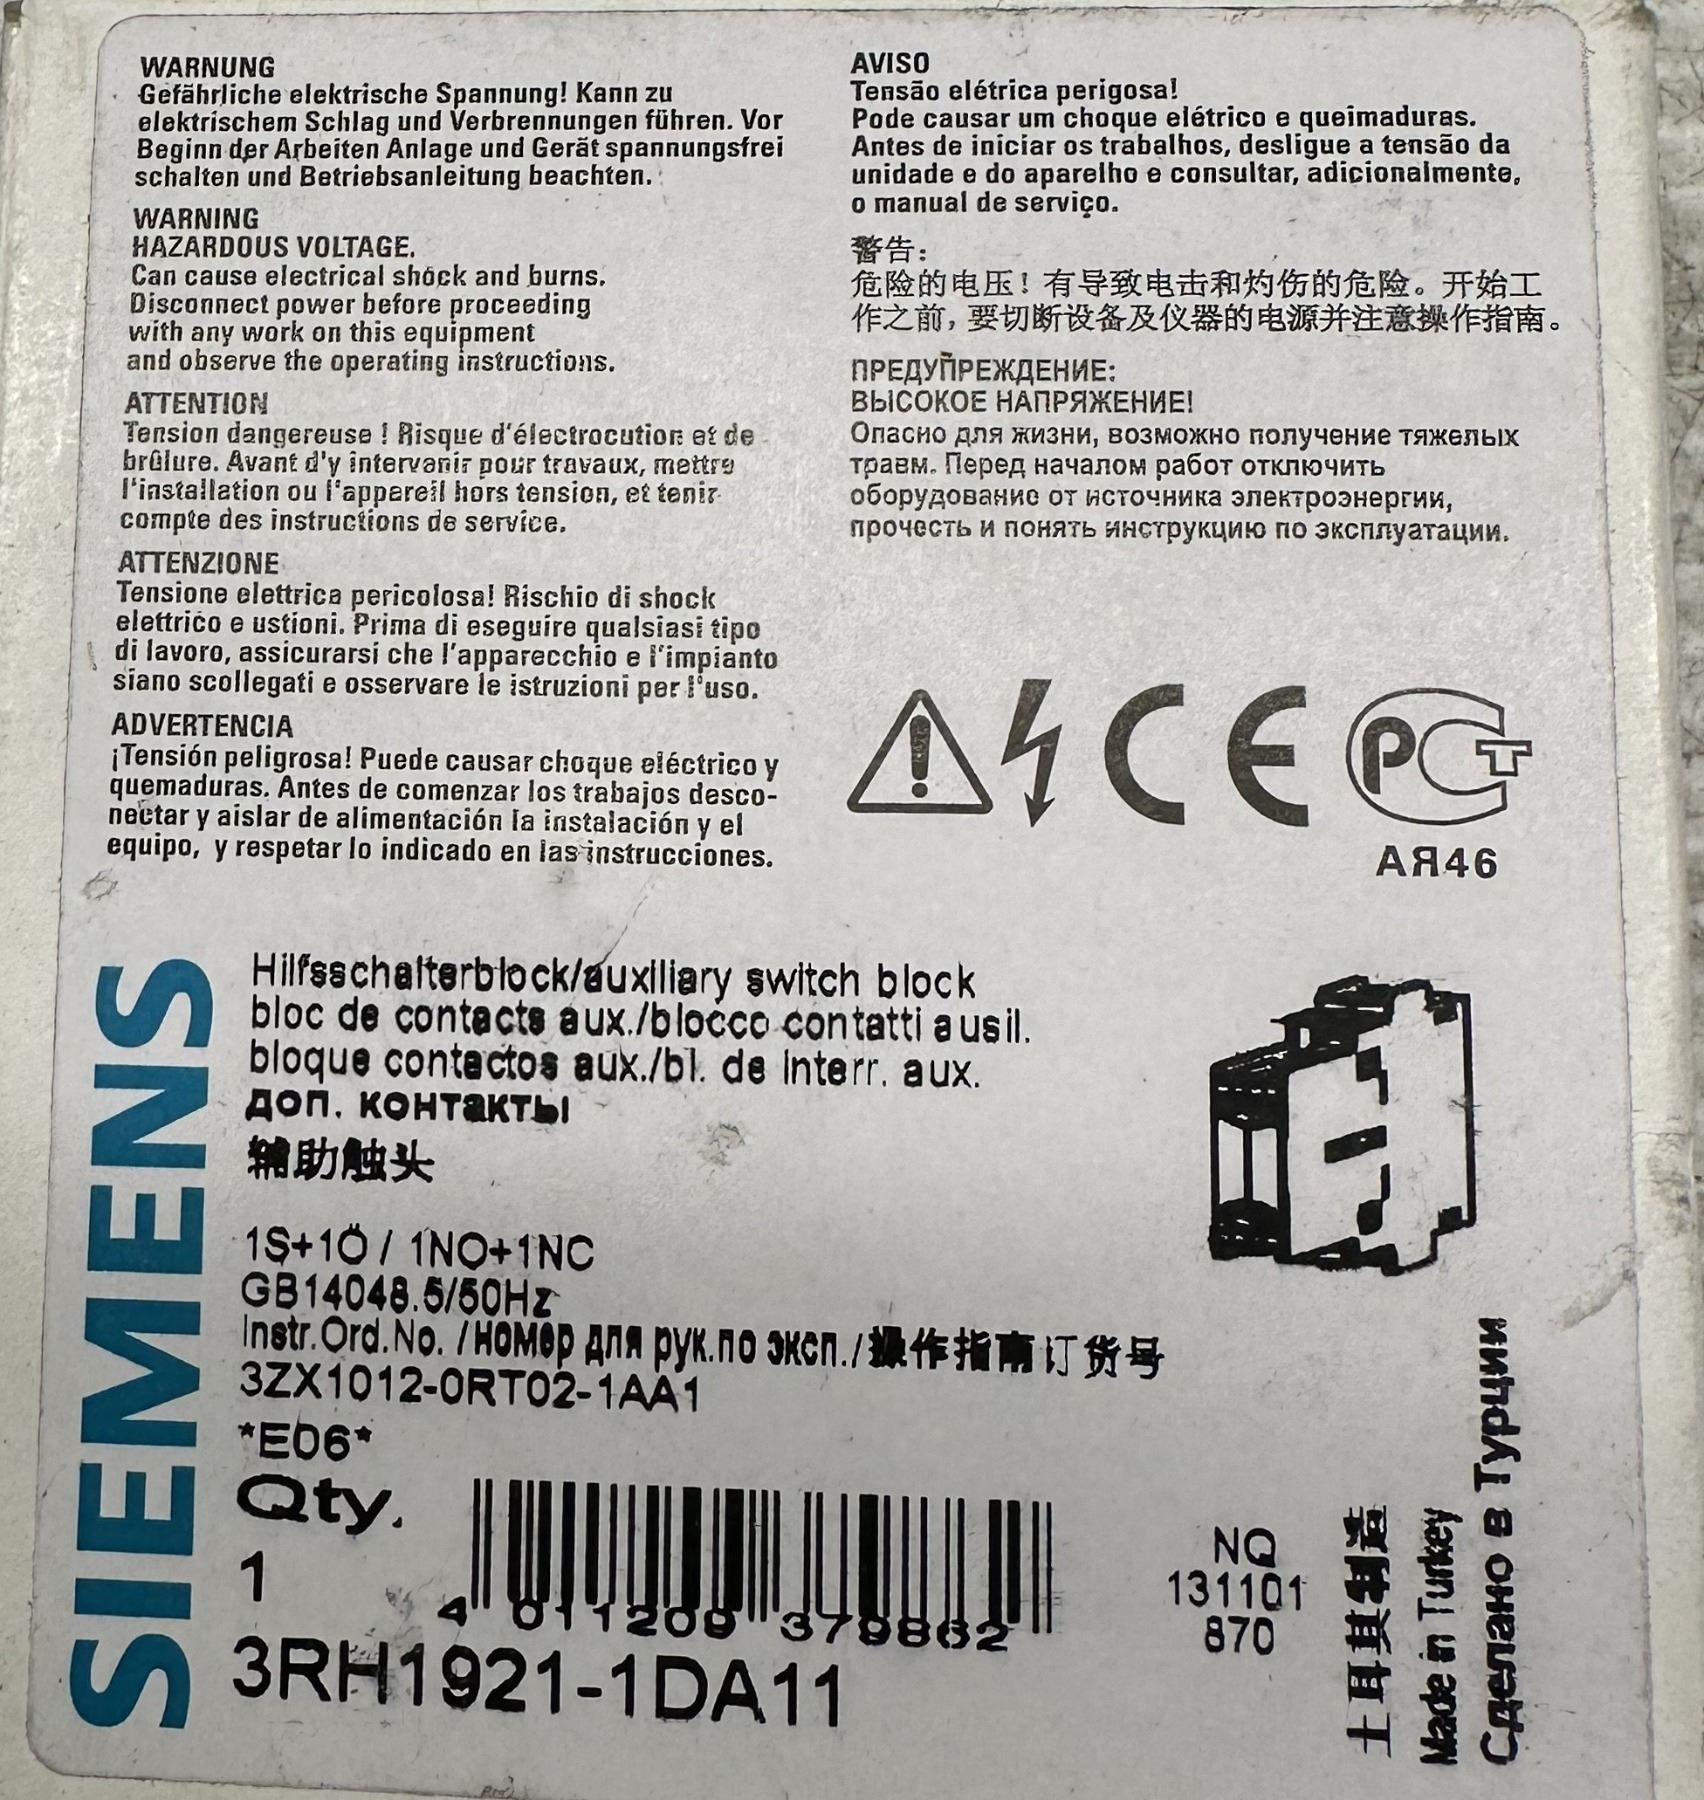 WARNUNG
Gefährliche elektrische Spannung! Kann zu
elektrischem Schlag und Verbrennungen führen. Vor
Beginn der Arbeiten Anlage und Gerät spannungsfrei
schalten und Betriebsanleitung beachten.
WARNING
HAZARDOUS VOLTAGE.
Can cause electrical shock and burns.
Disconnect power before proceeding
with any work on this equipment
and observe the operating instructions.
ATTENTION
Tension dangereuse ! Risque d'électrocution et de
brûlure. Avant d'y intervenir pour travaux, mettre
l'installation ou l'appareil hors tension, et tenir
compte des instructions de service.
ATTENZIONE
Tensione elettrica pericolosa! Rischio di shock
elettrico e ustioni. Prima di eseguire qualsiasi tipo
di lavoro, assicurarsi che l'apparecchio e l'impianto
siano scollegati e osservare le istruzioni per l'uso.
ADVERTENCIA
¡Tensión peligrosa! Puede causar choque eléctrico y
quemaduras. Antes de comenzar los trabajos desco-
nectar y aislar de alimentación la instalación y el
equipo, y respetar lo indicado en las instrucciones.
AVISO
Tensão elétrica perigosa!
Pode causar um choque elétrico e queimaduras.
Antes de iniciar os trabalhos, desligue a tensão da
unidade e do aparelho e consultar, adicionalmente,
o manual de serviço.
警告:
危险的电压！有导致电击和灼伤的危险。开始工
作之前，要切断设备及仪器的电源并注意操作指南。
ПРЕДУПРЕЖДЕНИЕ:
ВЫСОКОЕ НАПРЯЖЕНИЕ!
Опасно для жизни, возможно получение тяжелых
травм. Перед началом работ отключить
оборудование от источника электроэнергии,
прочесть и понять инструкцию по эксплуатации.
CE РСТ
АЯ46
SIEMENS
Hilfsschalterblock/auxiliary switch block
bloc de contacts aux./blocco contatti ausil.
bloque contactos aux./bl. de interr. aux.
доп. контакты
辅助触头
1S+1Ö / 1NO+1NC
GB14048.5/50Hz
Instr.Ord.No. /номер для рук.по эксп./操作指南订货号
3ZX1012-0RT02-1AA1
*E06*
Qty.
1
4 011209 379862
3RH1921-1DA11
NQ
131101
870
土耳其制造
Made in Turkey
Сделано в Турции